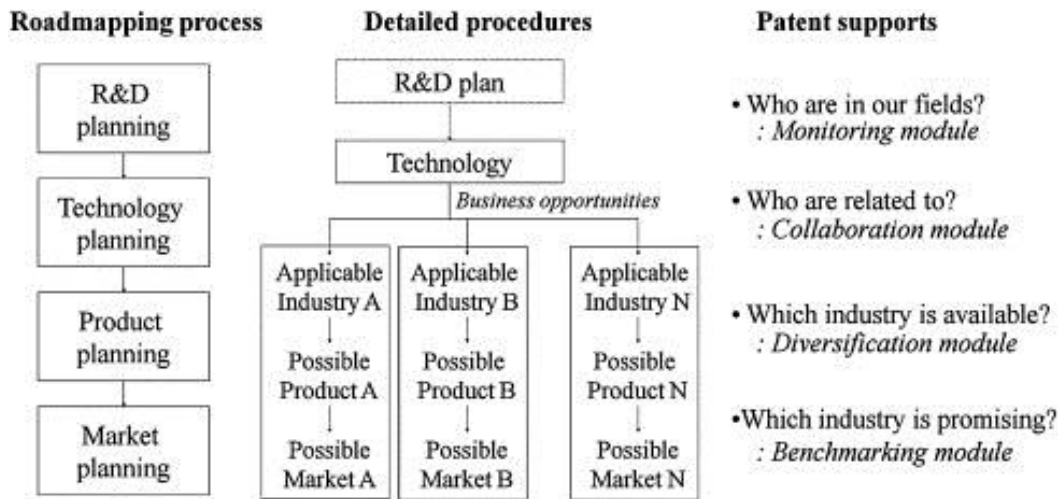 Roadmapping process
R&D
planning
Technology
planning
Product
planning
Market
planning
Detailed procedures
R&D plan
Technology
Business opportunities
Applicable
Industry A
Possible
Product A
Possible
Market A
Applicable
Industry B
Possible
Product B
Possible
Market B
Applicable
Industry N
Possible
Product N
Possible
Market N
Patent supports
• Who are in our fields?
: Monitoring module
• Who are related to?
: Collaboration module
• Which industry is available?
: Diversification module
•Which industry is promising?
: Benchmarking module